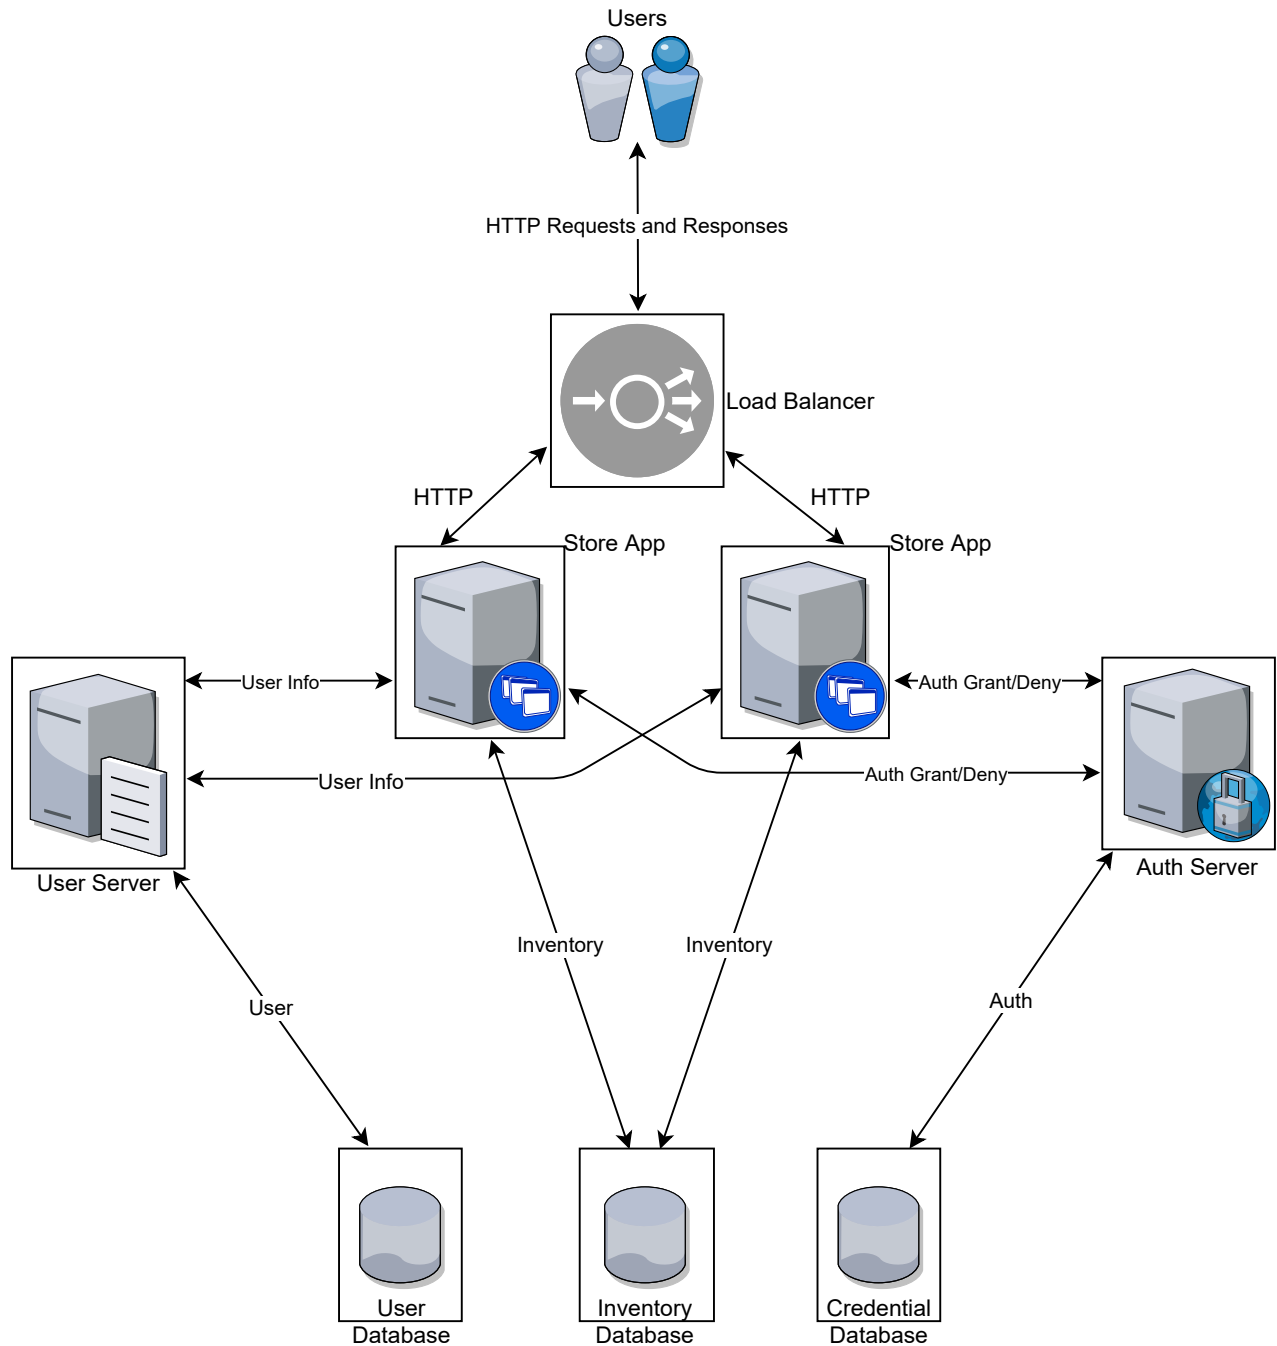 Users
HTTP Requests and Responses
Load Balancer
HTTP
HTTP
Store App
Store App
User Info
Auth Grant/Deny
User Info
Auth Grant/Deny
User Server
Auth Server
Inventory
Inventory
User
Auth
User
Database
Inventory
Database
Credential
Database